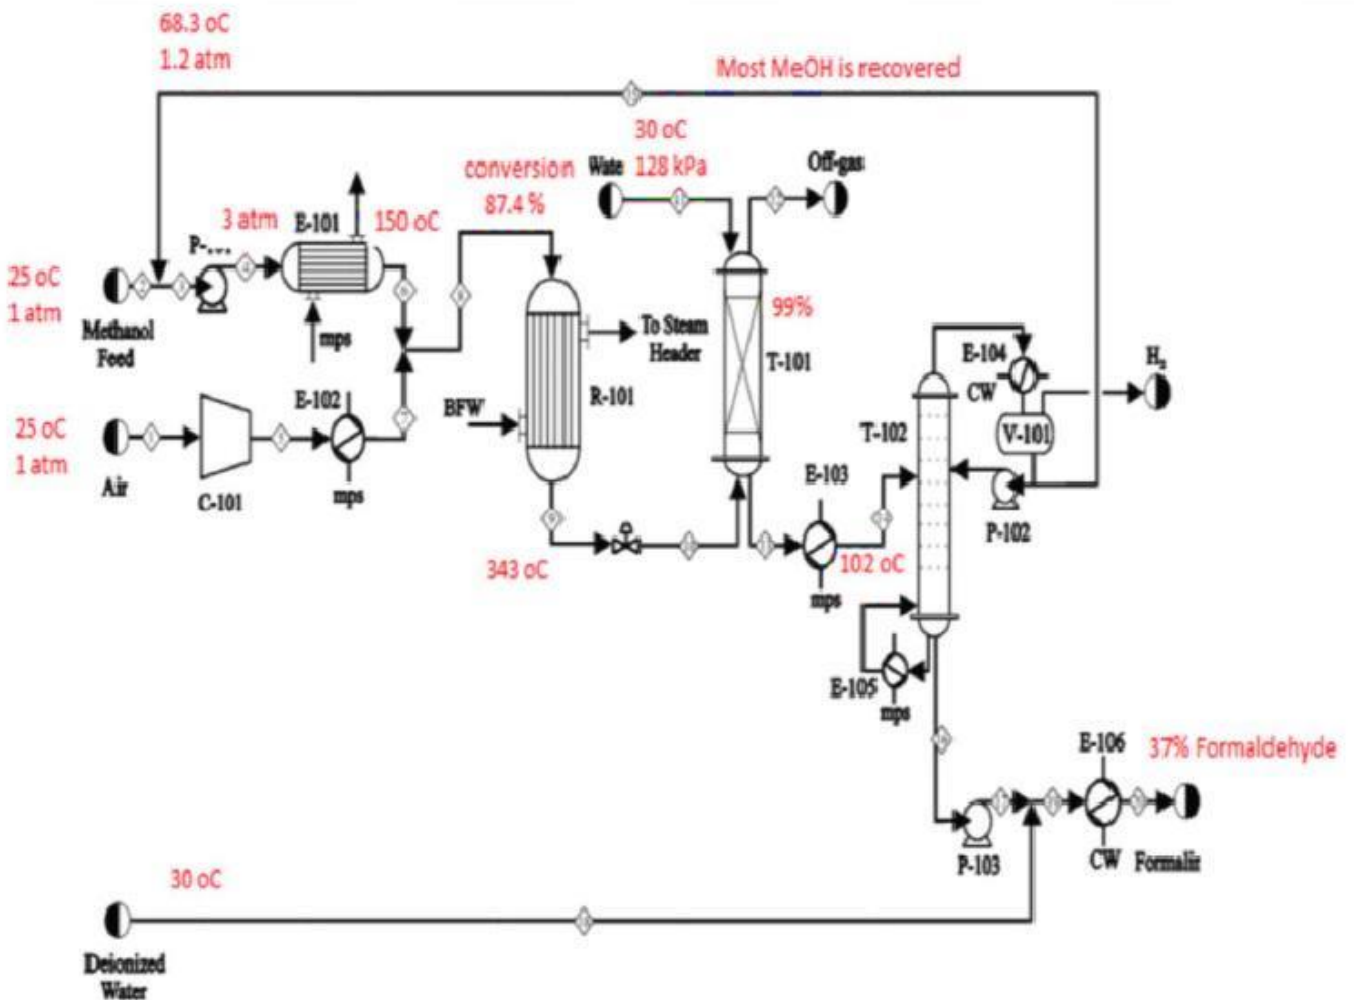 68.3 oC
1.2 atm
Most MeOH is recovered
30 oC
128 kPa
Wate
Off-gas
conversion
87.4 %
3 atm
E-101
150 oC
25 oC
1 atm
Methanol
Feed
mps
To Steam
Header
99%
T-101
R-101
BFW
E-102
25 oC
1 atm
Air
C-101
mps
E-104
CW
H₂
V-101
T-102
E-103
P-102
343 oC
102 oC
mps
E-105
mps
E-106
37% Formaldehyde
P-103
CW
Formalin
30 oC
Deionized
Water